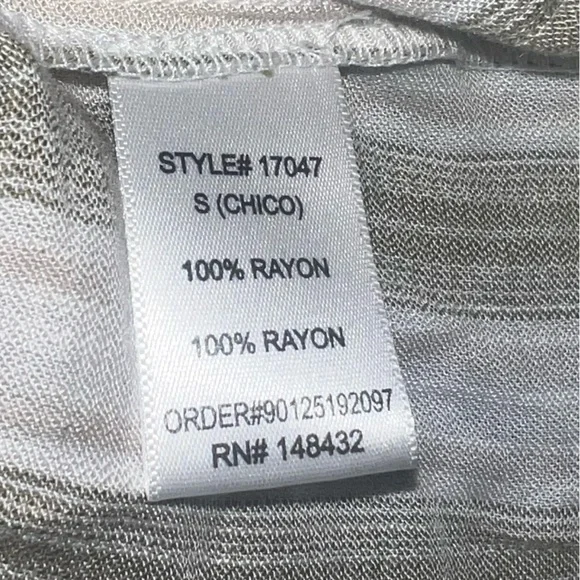 STYLE# 17047
S (CHICO)
100% RAYON
100% RAYON
ORDER#90125192097
RN# 148432